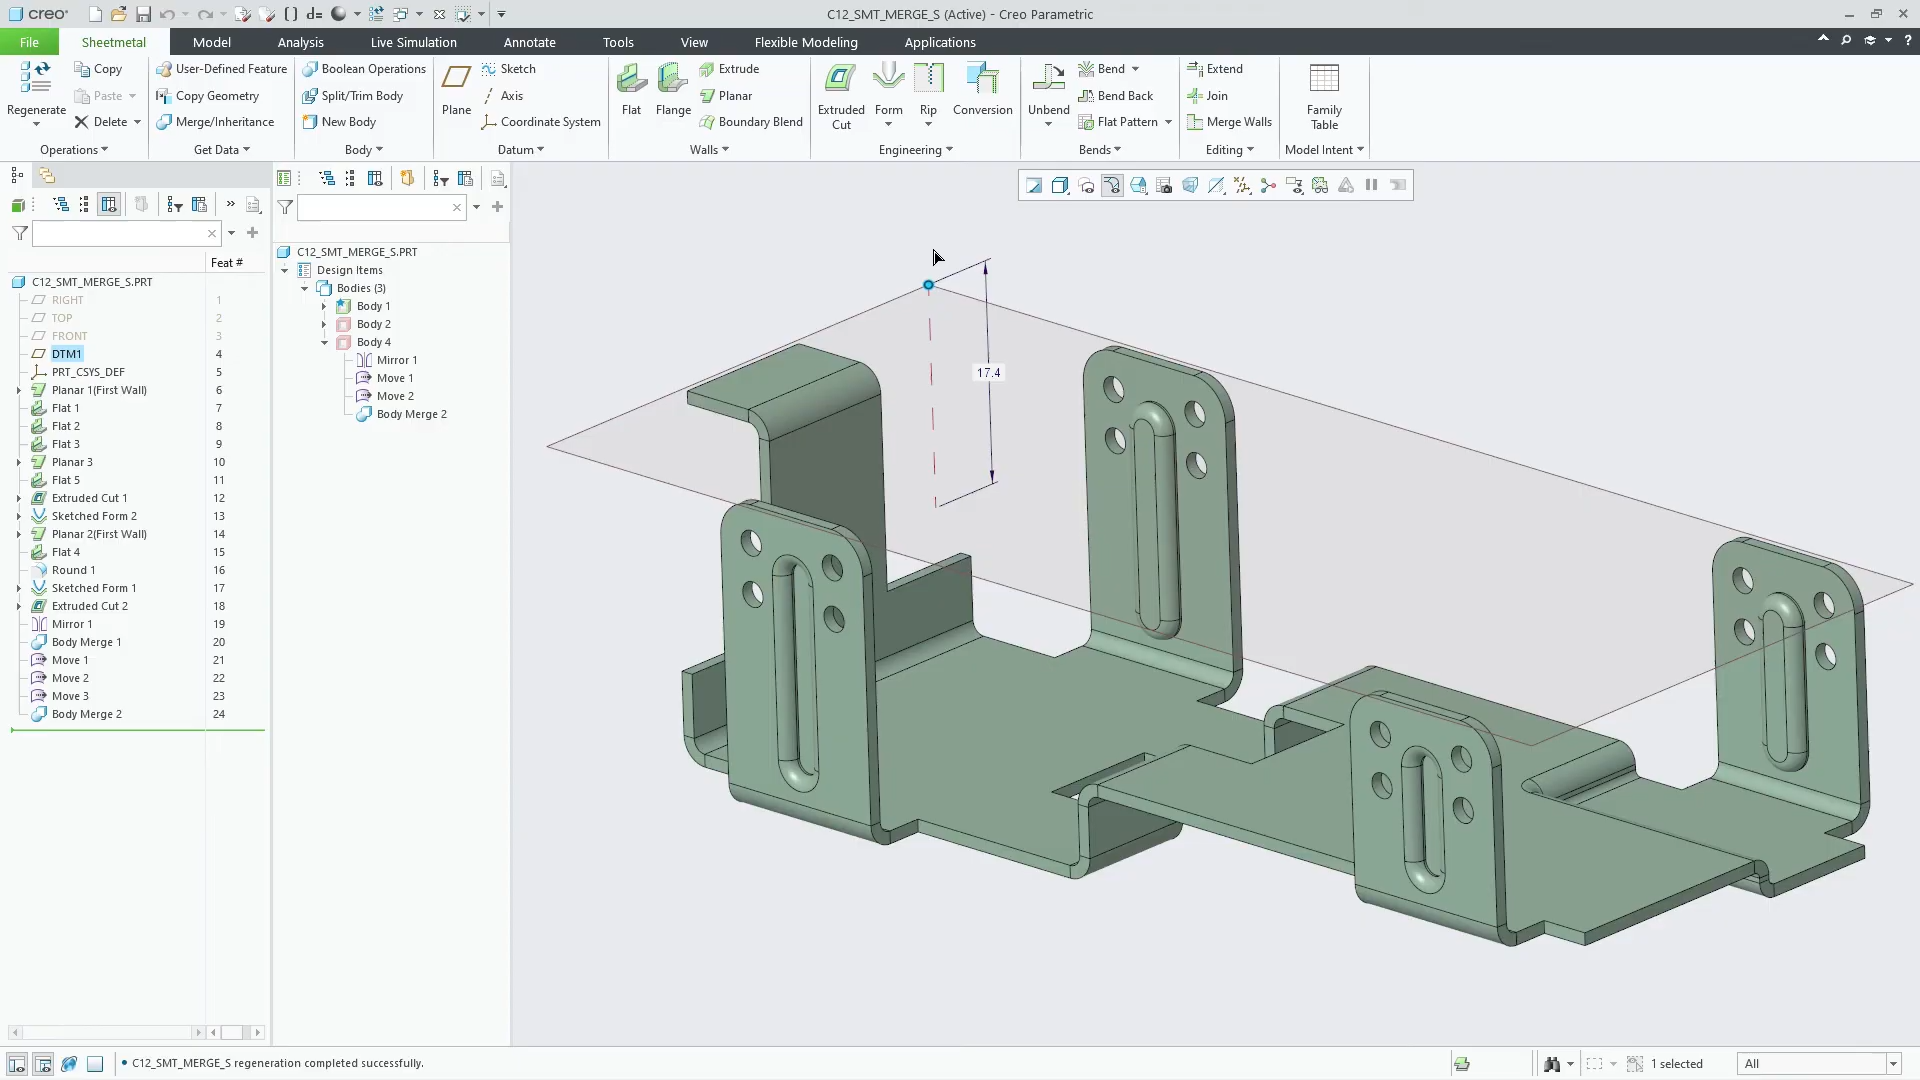 creo
d=
C12_SMT_MERGE_S (Active) - Creo Parametric
File
Sheetmetal
Model
Analysis
Live Simulation
Annotate
Tools
View
Flexible Modeling
Applications
Regenerate
Copy
Paste
Delete
Operations
User-Defined Feature
Copy Geometry
Merge/Inheritance
Get Data
Boolean Operations
Split/Trim Body
New Body
Body
Plane
Sketch
Axis
Coordinate System
Datum
Flat
Flange
Extrude
Planar
Boundary Blend
Walls
Extruded
Cut
Form
Rip
Conversion
Engineering
Unbend
Bend
Bend Back
Flat Pattern
Bends
Extend
Join
Merge Walls
Editing
Family
Table
Model Intent
Feat #
C12_SMT_MERGE_S.PRT
RIGHT 1
TOP 2
FRONT 3
DTM1 4
PRT_CSYS_DEF 5
Planar 1(First Wall) 6
Flat 1 7
Flat 2 8
Flat 3 9
Planar 3 10
Flat 5 11
Extruded Cut 1 12
Sketched Form 2 13
Planar 2(First Wall) 14
Flat 4 15
Round 1 16
Sketched Form 1 17
Extruded Cut 2 18
Mirror 1 19
Body Merge 1 20
Move 1 21
Move 2 22
Move 3 23
Body Merge 2 24
C12_SMT_MERGE_S.PRT
Design Items
Bodies (3)
Body 1
Body 2
Body 4
Mirror 1
Move 1
Move 2
Body Merge 2
17.4
• C12_SMT_MERGE_S regeneration completed successfully.
1 selected
All